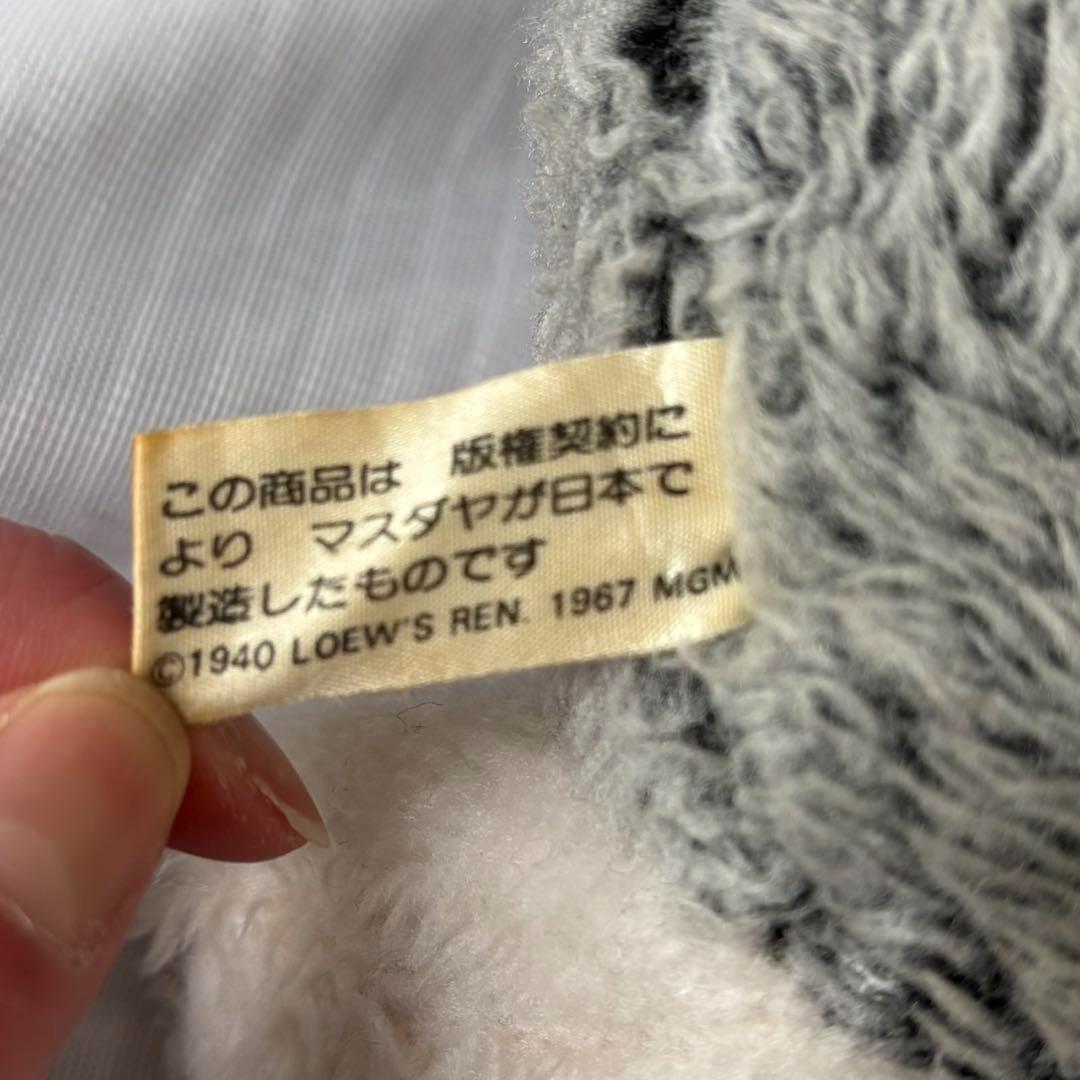 この商品は 版権契約に
より マスダヤが日本で
製造したものです
©1940 LOEW'S REN. 1967 MGM